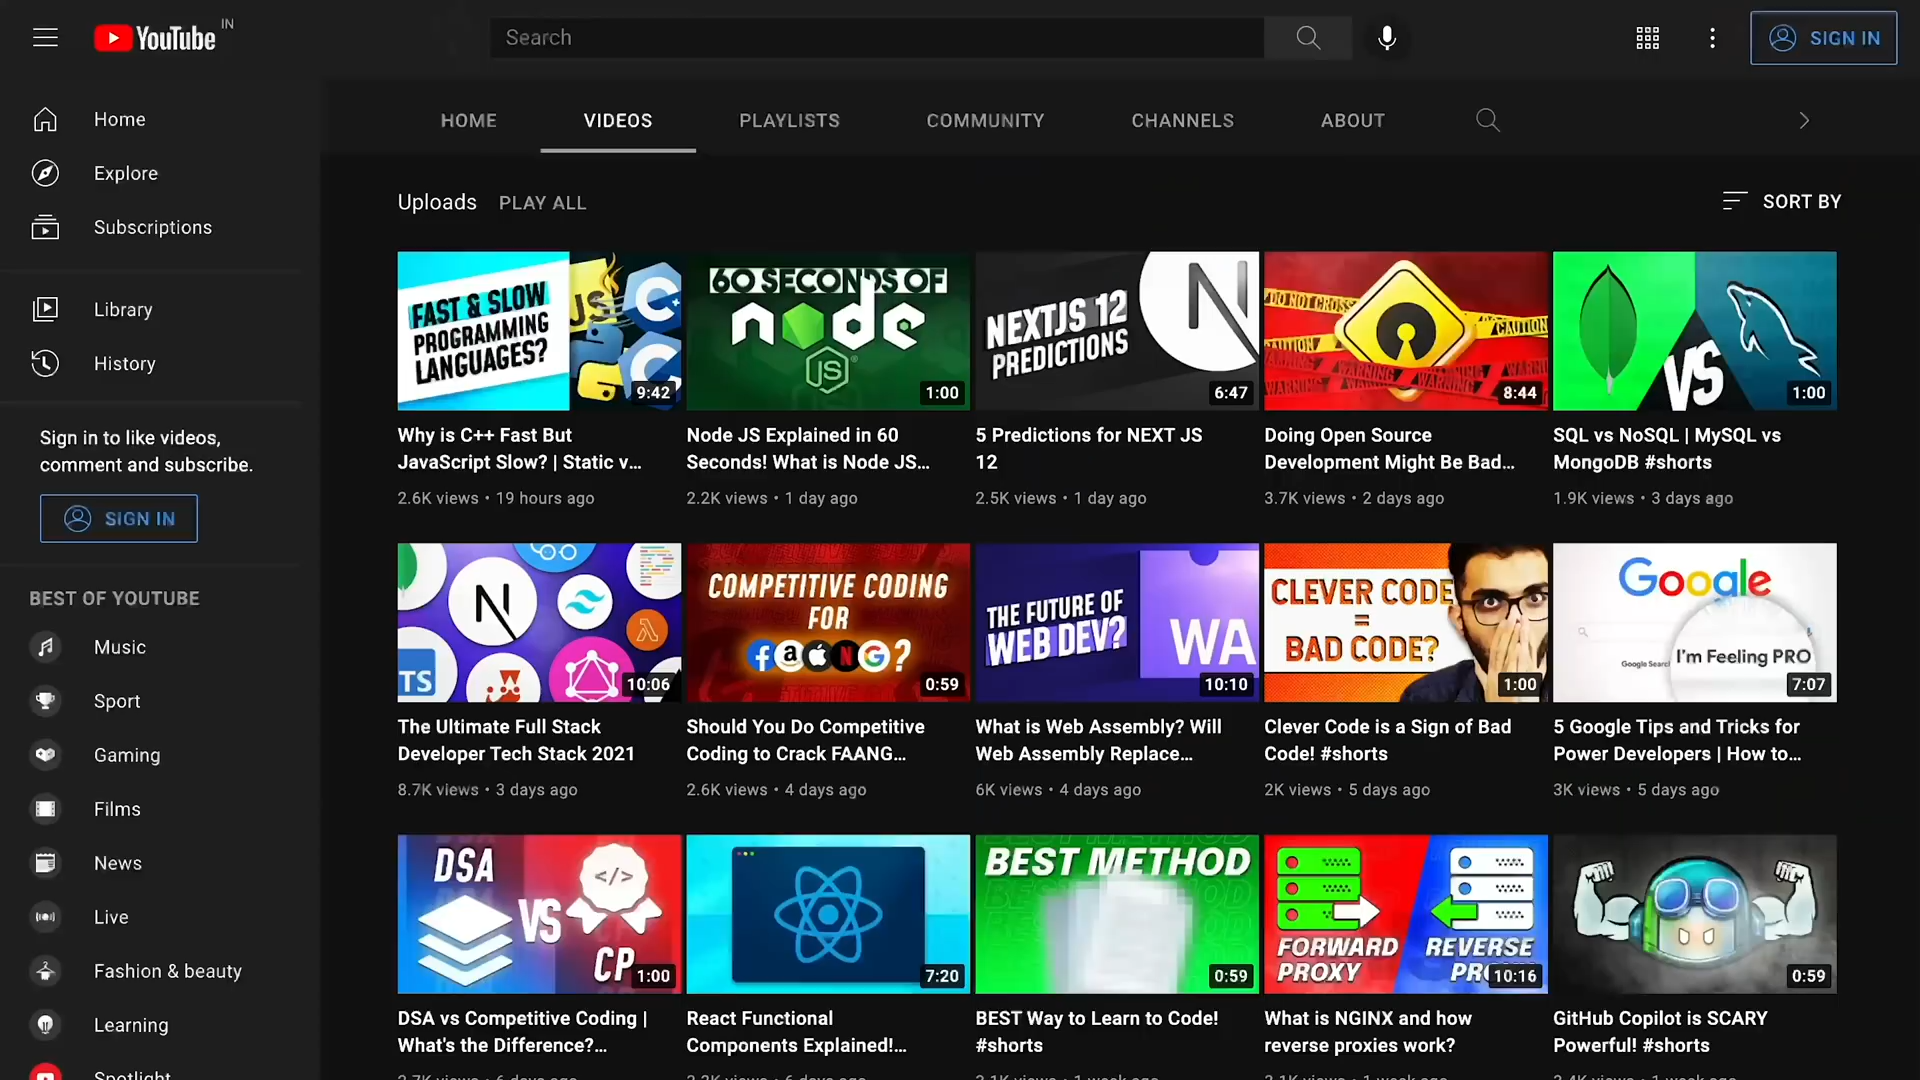 YouTube IN
Search
SIGN IN
Home
Explore
Subscriptions
Library
History
Sign in to like videos,
comment and subscribe.
SIGN IN
BEST OF YOUTUBE
Music
Sport
Gaming
Films
News
Live
Fashion & beauty
Learning
Spotlight
HOME VIDEOS PLAYLISTS COMMUNITY CHANNELS ABOUT
Uploads PLAY ALL
SORT BY
FAST & SLOW
PROGRAMMING
LANGUAGES?
JS
9:42
Why is C++ Fast But
JavaScript Slow? | Static v...
2.6K views • 19 hours ago
60 SECONDS OF
node
JS
1:00
Node JS Explained in 60
Seconds! What is Node JS...
2.2K views • 1 day ago
NEXTJS 12
PREDICTIONS
N
6:47
5 Predictions for NEXT JS
12
2.5K views • 1 day ago
DO NOT CROSS
CAUTION
CAUTION
WARNING WARNING WARNING WARNING
8:44
Doing Open Source
Development Might Be Bad...
3.7K views • 2 days ago
VS
1:00
SQL vs NoSQL | MySQL vs
MongoDB #shorts
1.9K views • 3 days ago
N
TS
10:06
The Ultimate Full Stack
Developer Tech Stack 2021
8.7K views • 3 days ago
COMPETITIVE CODING
FOR
?
0:59
Should You Do Competitive
Coding to Crack FAANG...
2.6K views • 4 days ago
THE FUTURE OF
WEB DEV?
WA
10:10
What is Web Assembly? Will
Web Assembly Replace...
6K views • 4 days ago
CLEVER CODE
=
BAD CODE?
1:00
Clever Code is a Sign of Bad
Code! #shorts
2K views • 5 days ago
Google
Google Search
I'm Feeling PRO
7:07
5 Google Tips and Tricks for
Power Developers | How to...
3K views • 5 days ago
DSA
VS
CP
</>
1:00
DSA vs Competitive Coding |
What's the Difference?...
7:20
React Functional
Components Explained!...
BEST METHOD
0:59
BEST Way to Learn to Code!
#shorts
FORWARD
PROXY
REVERSE
10:16
What is NGINX and how
reverse proxies work?
0:59
GitHub Copilot is SCARY
Powerful! #shorts